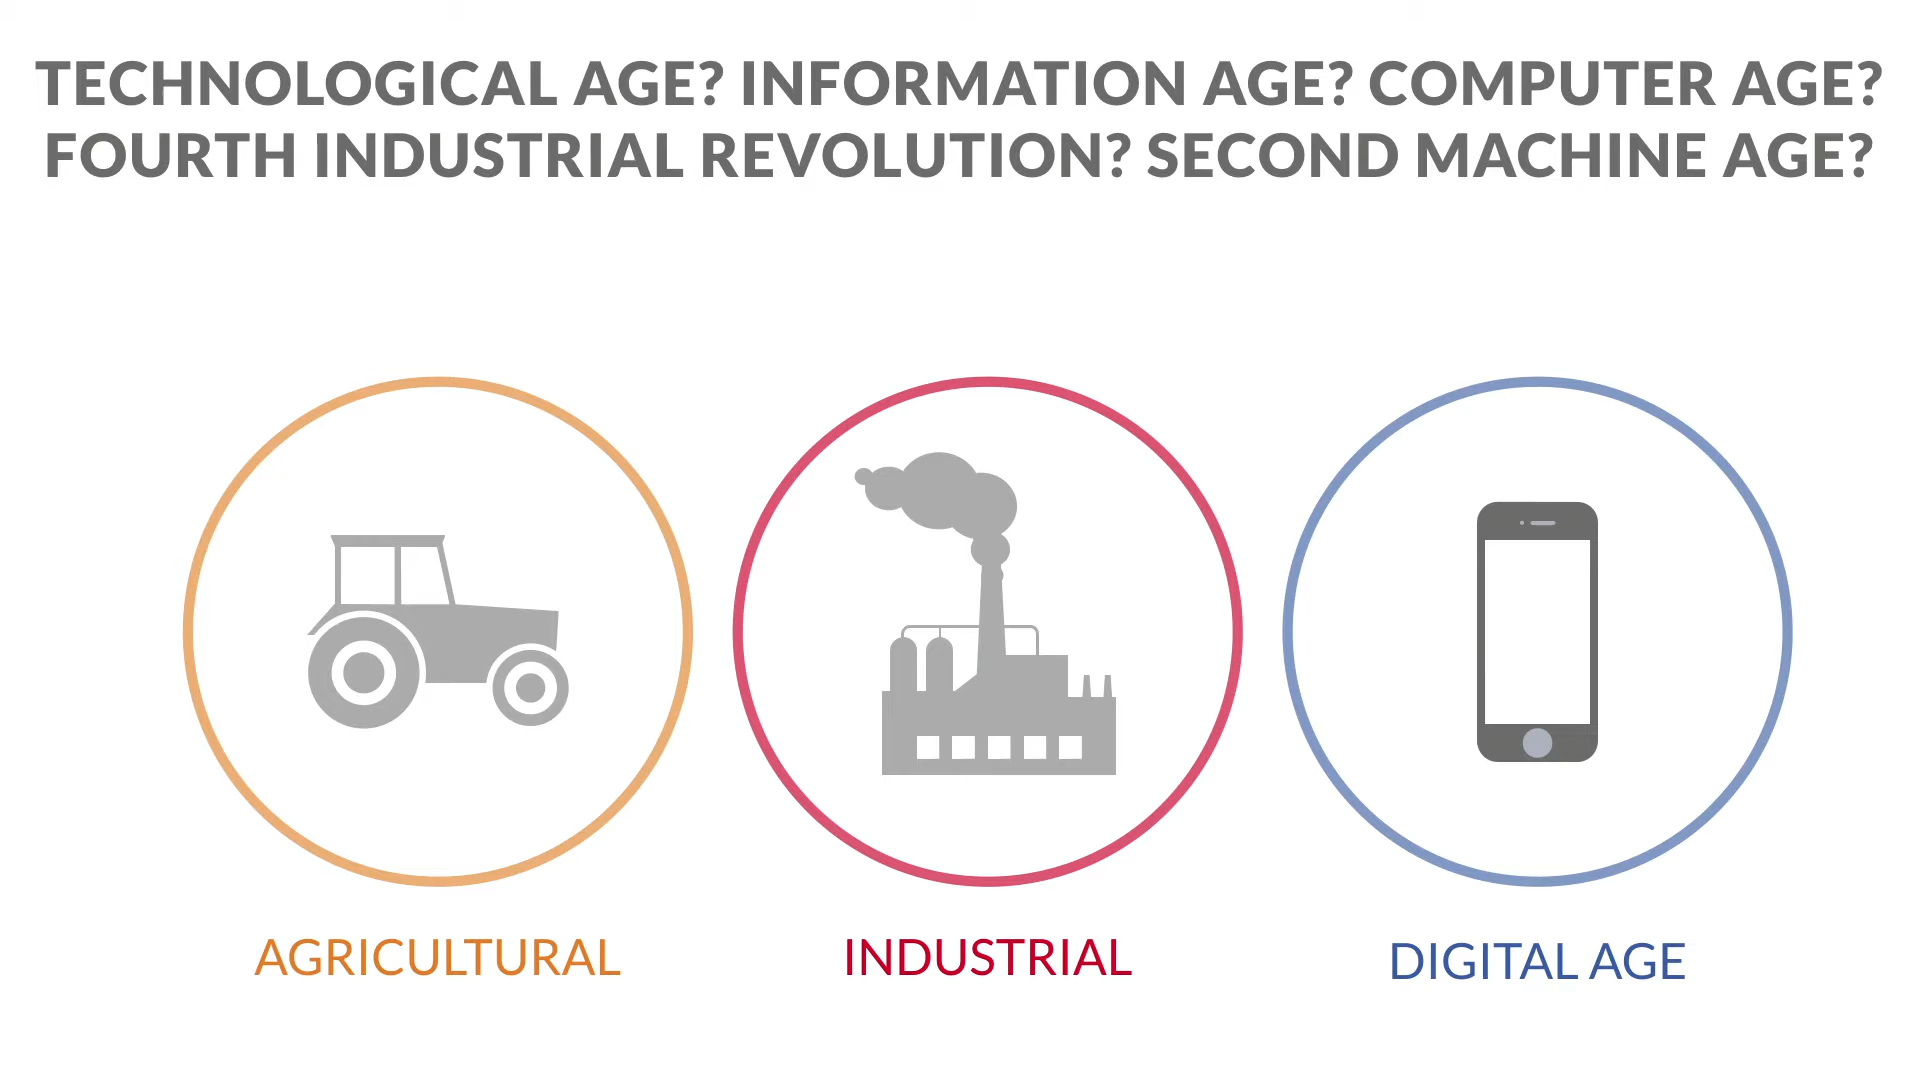 TECHNOLOGICAL AGE? INFORMATION AGE? COMPUTER AGE?
FOURTH INDUSTRIAL REVOLUTION? SECOND MACHINE AGE?
AGRICULTURAL
INDUSTRIAL
DIGITAL AGE